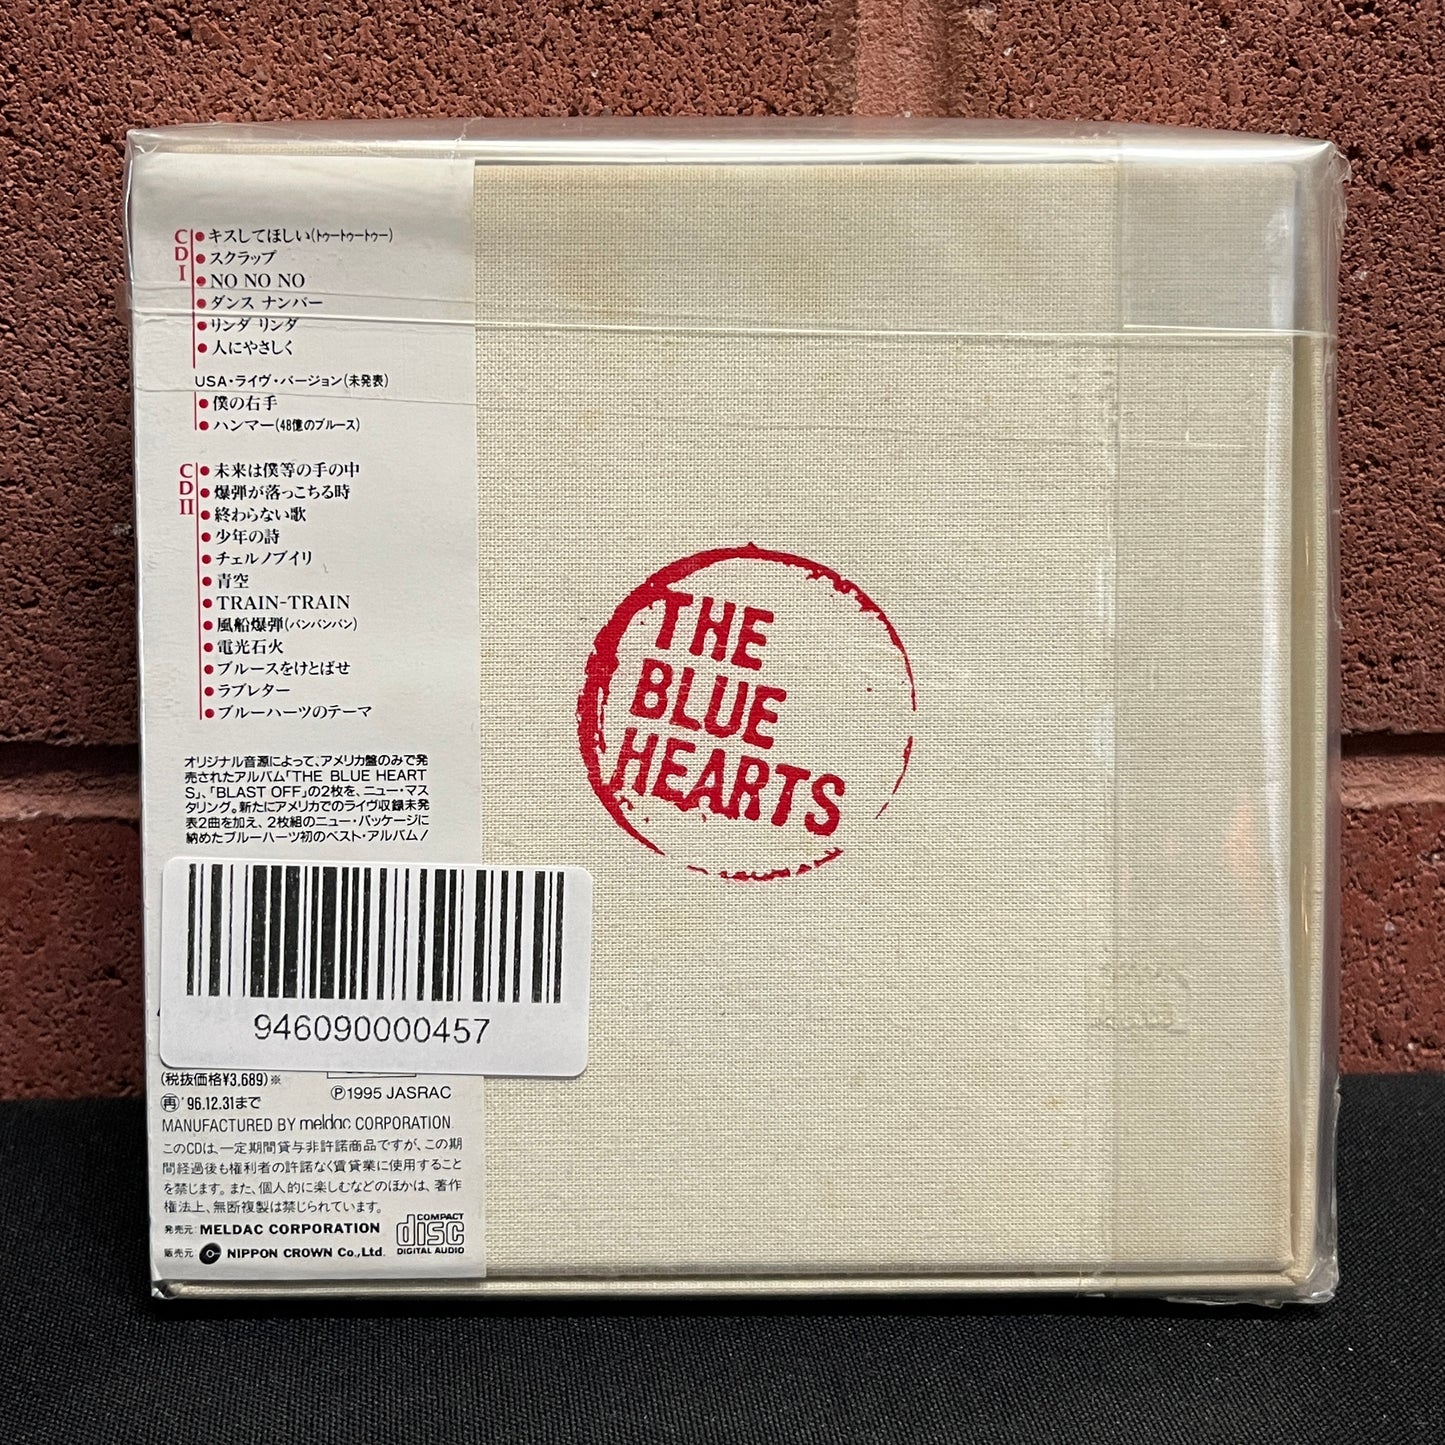 CD I
キスしてほしい(トゥートゥートゥー)
スクラップ
NO NO NO
ダンス ナンバー
リンダ リンダ
人にやさしく
USA・ライヴ・バージョン(未発表)
僕の右手
ハンマー(48億のブルース)
CD II
未来は僕等の手の中
爆弾が落っこちる時
終わらない歌
少年の詩
チェルノブイリ
青空
TRAIN-TRAIN
風船爆弾(バンバンバン)
電光石火
ブルースをけとばせ
ラブレター
ブルーハーツのテーマ
オリジナル音源によって、アメリカ盤のみで発
売されたアルバム「THE BLUE HEART
S」、「BLAST OFF」の2枚を、ニュー・マス
タリング。新たにアメリカでのライヴ収録未発
表2曲を加え、2枚組のニュー・パッケージに
納めたブルーハーツ初のベスト・アルバム!
946090000457
(税抜価格¥3,689)※
Ⓟ1995 JASRAC
再 '96.12.31まで
MANUFACTURED BY meldac CORPORATION
このCDは、一定期間貸与非許諾商品ですが、この期
間経過後も権利者の許諾なく賃貸業に使用すること
を禁じます。また、個人的に楽しむなどのほかは、著作
権法上、無断複製は禁じられています。
発売元:MELDAC CORPORATION
販売元 NIPPON CROWN Co.,Ltd.
COMPACT
disc
DIGITAL AUDIO
THE
BLUE
HEARTS